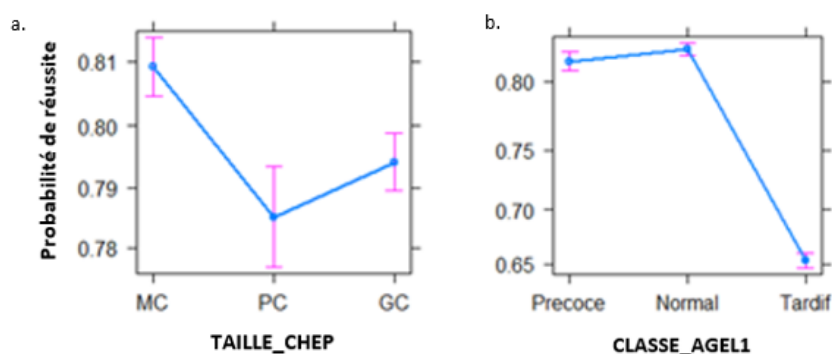 a.
Probabilité de réussite
0.81
0.80
0.79
0.78
MC PC GC
TAILLE_CHEP
b.
0.80
0.75
0.70
0.65
Precoce Normal Tardif
CLASSE_AGEL1